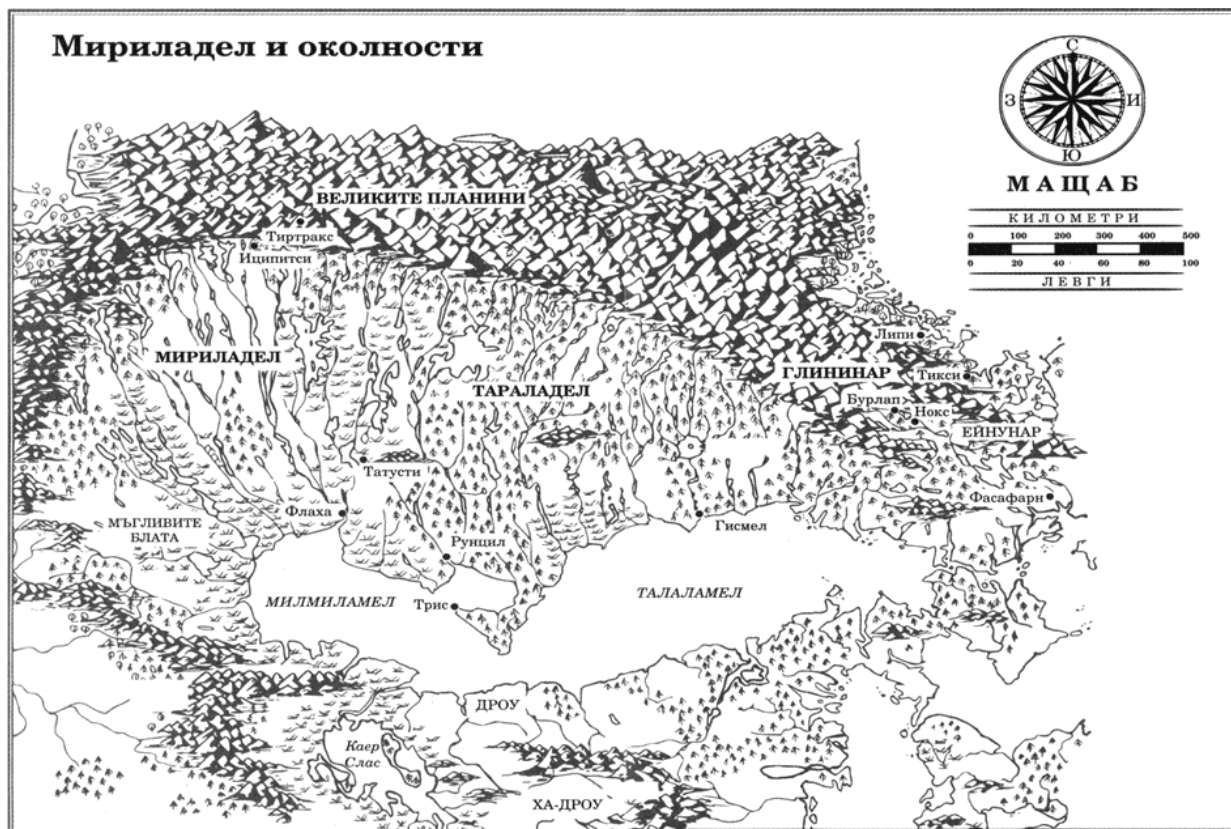 Мириладел и околности
С
З
И
Ю
МАЩАБ
КИЛОМЕТРИ
0 100 200 300 400 500
0 20 40 60 80 100
ЛЕВГИ
ВЕЛИКИТЕ ПЛАНИНИ
Тиртракс
Иципитси
МИРИЛАДЕЛ
ТАРАЛАДЕЛ
Липи
ГЛИНИНАР
Тикси
Бурлап
Нокс
ЕЙНУНАР
Татусти
Фасафарн
Флаха
Гисмел
МЪГЛИВИТЕ
БЛАТА
Рунцил
МИЛМИЛАМЕЛ
Трис
ТАЛАЛАМЕЛ
ДРОУ
Каер
Слас
ХА-ДРОУ